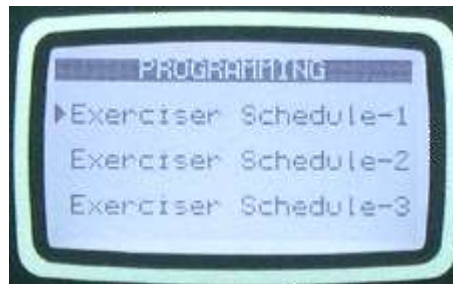 PROGRAMMING
▶Exerciser Schedule-1
Exerciser Schedule-2
Exerciser Schedule-3